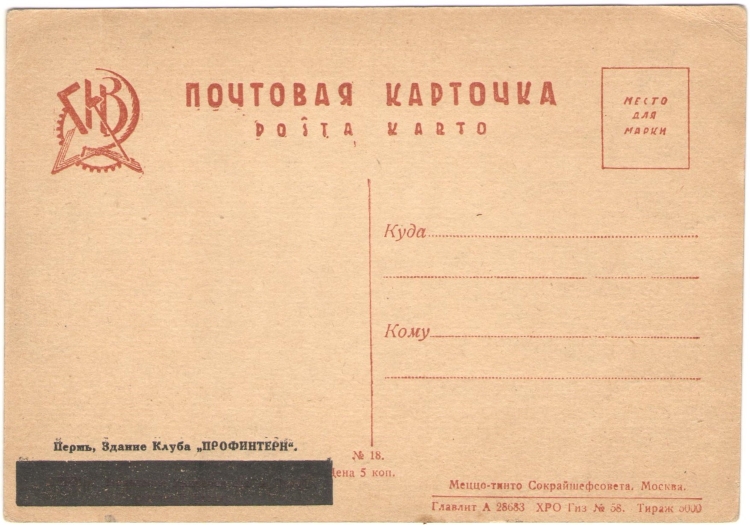 ПОЧТОВАЯ КАРТОЧКА
POŜTA KARTO
МЕСТО
ДЛЯ
МАРКИ
Куда
Кому
Пермь, Здание Клуба „ПРОФИНТЕРН“.
№ 18.
Цена 5 коп.
Меццо-тинто Сокрайшефсовета, Москва.
Главлит А 28683 ХРО Гиз № 58. Тираж 5000